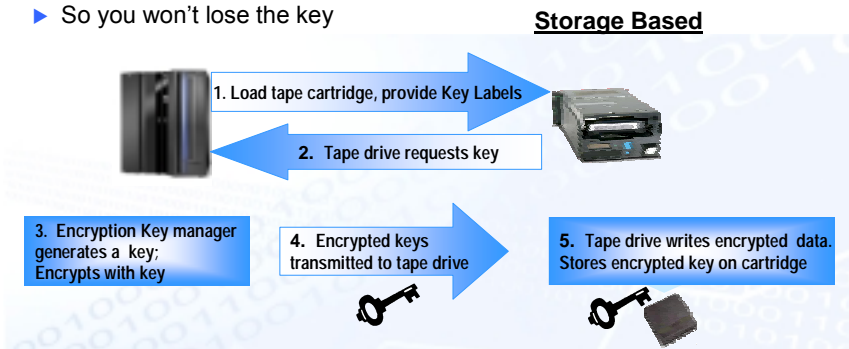 So you won't lose the key
Storage Based
1. Load tape cartridge, provide Key Labels
2. Tape drive requests key
3. Encryption Key manager
generates a key;
Encrypts with key
4. Encrypted keys
transmitted to tape drive
5. Tape drive writes encrypted data.
Stores encrypted key on cartridge